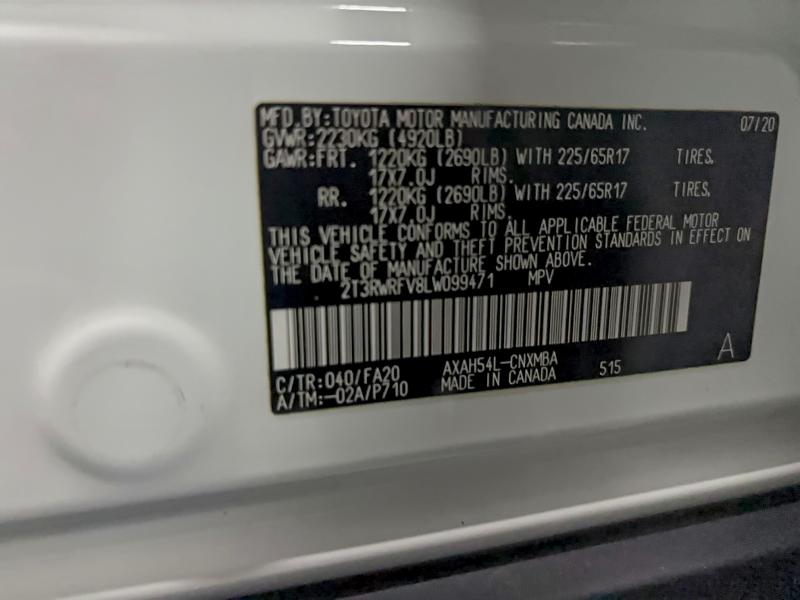 MFD. BY: TOYOTA MOTOR MANUFACTURING CANADA INC. 07/20
GVWR: 2230KG (4920LB)
GAWR: FRT. 1220KG (2690LB) WITH 225/65R17 TIRES.
17X7.0J RIMS.
RR. 1220KG (2690LB) WITH 225/65R17 TIRES.
17X7.0J RIMS.
THIS VEHICLE CONFORMS TO ALL APPLICABLE FEDERAL MOTOR
VEHICLE SAFETY AND THEFT PREVENTION STANDARDS IN EFFECT ON
THE DATE OF MANUFACTURE SHOWN ABOVE.
2T3RWRFV8LW099471 MPV
C/TR: 040/FA20 AXAH54L-CNXMBA
A/TM: -02A/P710 MADE IN CANADA 515 A